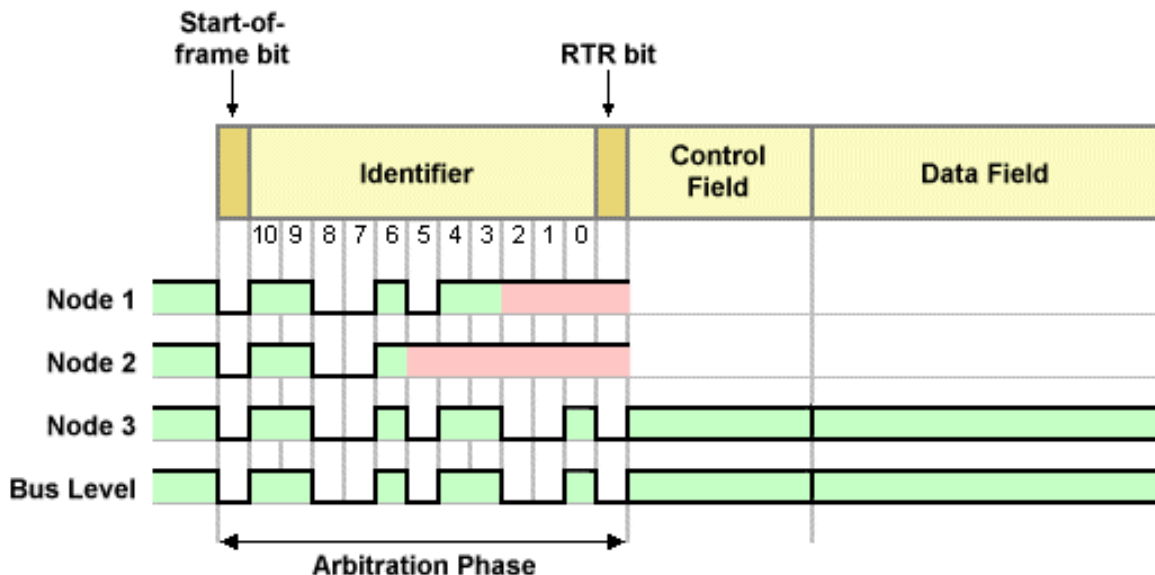 Start-of-
frame bit
RTR bit
Identifier
Control
Field
Data Field
10 9 8 7 6 5 4 3 2 1 0
Node 1
Node 2
Node 3
Bus Level
Arbitration Phase